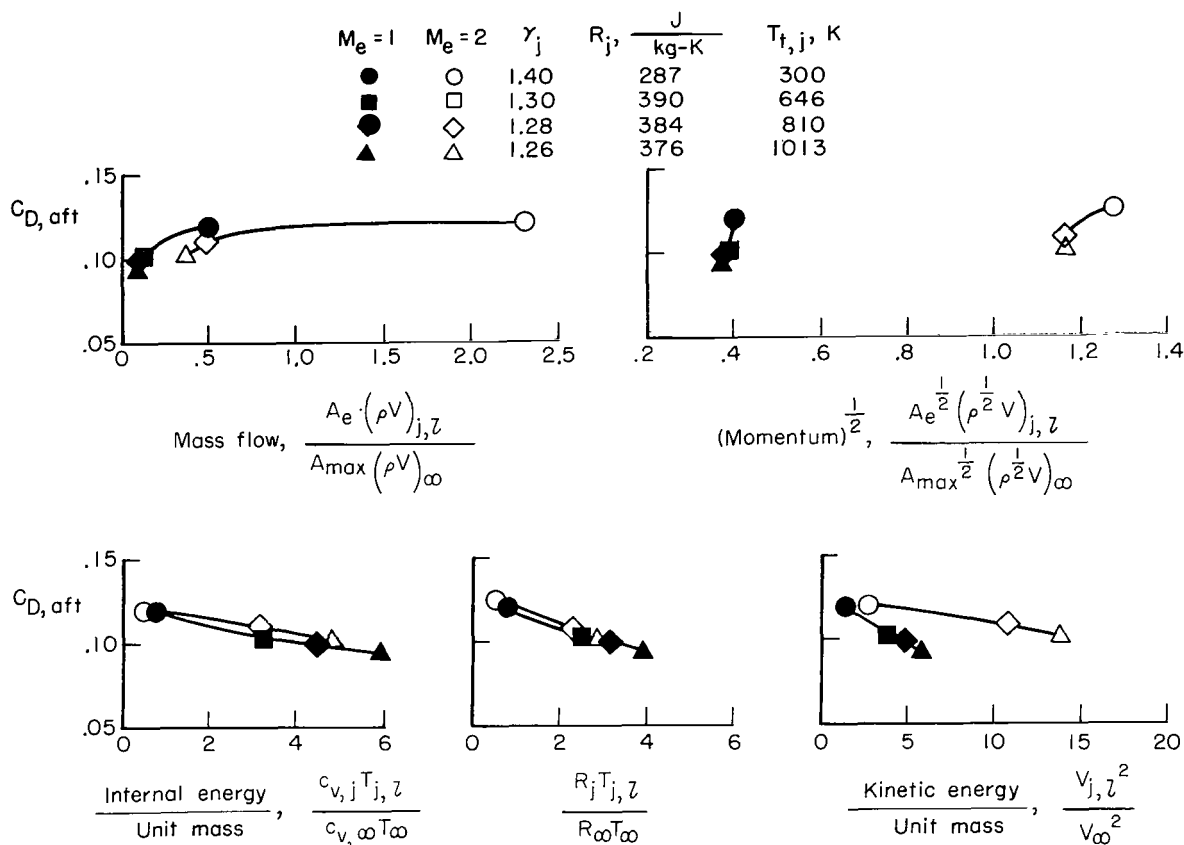 M_e = 1 M_e = 2 γ_j R_j, J/kg-K T_t,j, K
1.40 287 300
1.30 390 646
1.28 384 810
1.26 376 1013
C_D, aft
.15
.10
.05
0 .5 1.0 1.5 2.0 2.5
Mass flow, A_e·(ρV)_j,l / A_max(ρV)_∞
.2 .4 .6 .8 1.0 1.2 1.4
(Momentum)^1/2, A_e^1/2 (ρ^1/2 V)_j,l / A_max^1/2 (ρ^1/2 V)_∞
C_D, aft
.15
.10
.05
0 2 4 6
Internal energy / Unit mass, c_v,j T_j,l / c_v,∞ T_∞
0 2 4 6
R_j T_j,l / R_∞ T_∞
0 5 10 15 20
Kinetic energy / Unit mass, V_j,l^2 / V_∞^2